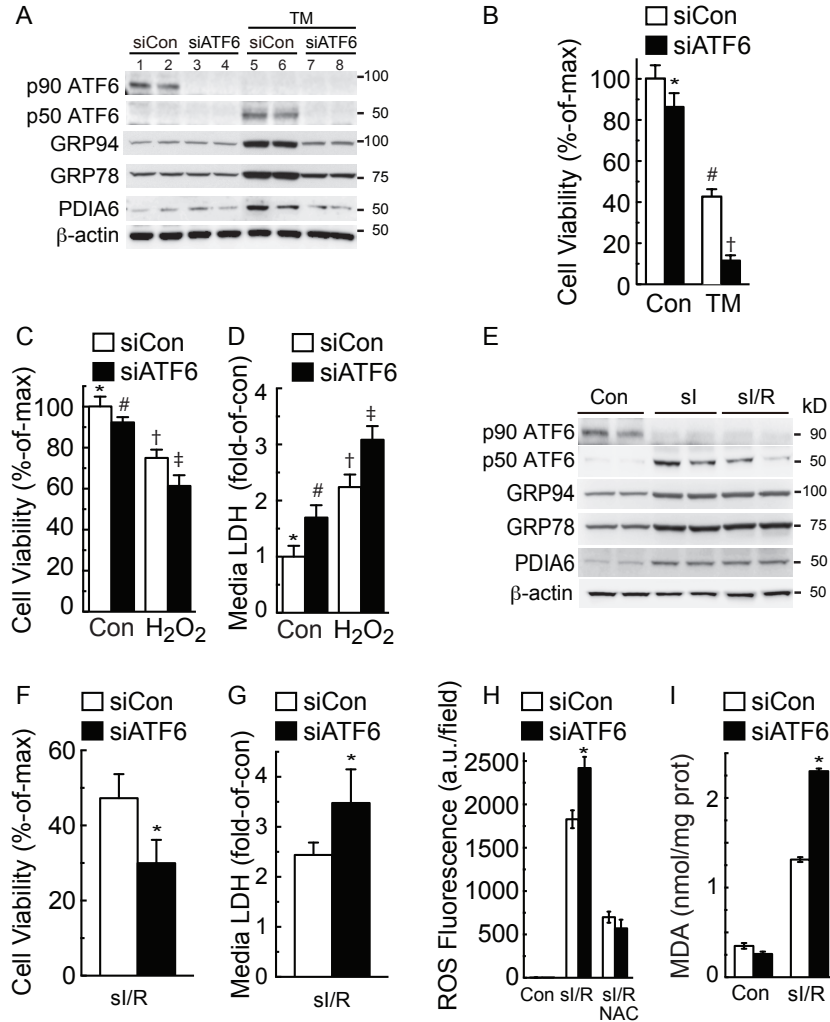 A
TM
siCon siATF6 siCon siATF6
1 2 3 4 5 6 7 8
p90 ATF6
p50 ATF6
GRP94
GRP78
PDIA6
β-actin
100
50
100
75
50
50
B
siCon
siATF6
Cell Viability (%-of-max)
100
80
60
40
20
0
*
#
†
Con TM
C
siCon
siATF6
Cell Viability (%-of-max)
100
80
60
40
20
0
*
#
†
‡
Con H2O2
D
siCon
siATF6
Media LDH (fold-of-con)
4
3
2
1
0
*
#
†
‡
Con H2O2
E
Con sI sI/R
kD
p90 ATF6 90
p50 ATF6 50
GRP94 100
GRP78 75
PDIA6 50
β-actin 50
F
siCon
siATF6
Cell Viability (%-of-max)
60
40
20
0
*
sI/R
G
siCon
siATF6
Media LDH (fold-of-con)
4
3
2
1
0
*
sI/R
H
siCon
siATF6
ROS Fluorescence (a.u./field)
2500
2000
1500
1000
500
0
*
Con sI/R sI/R
NAC
I
siCon
siATF6
MDA (nmol/mg prot)
2
1
0
*
Con sI/R